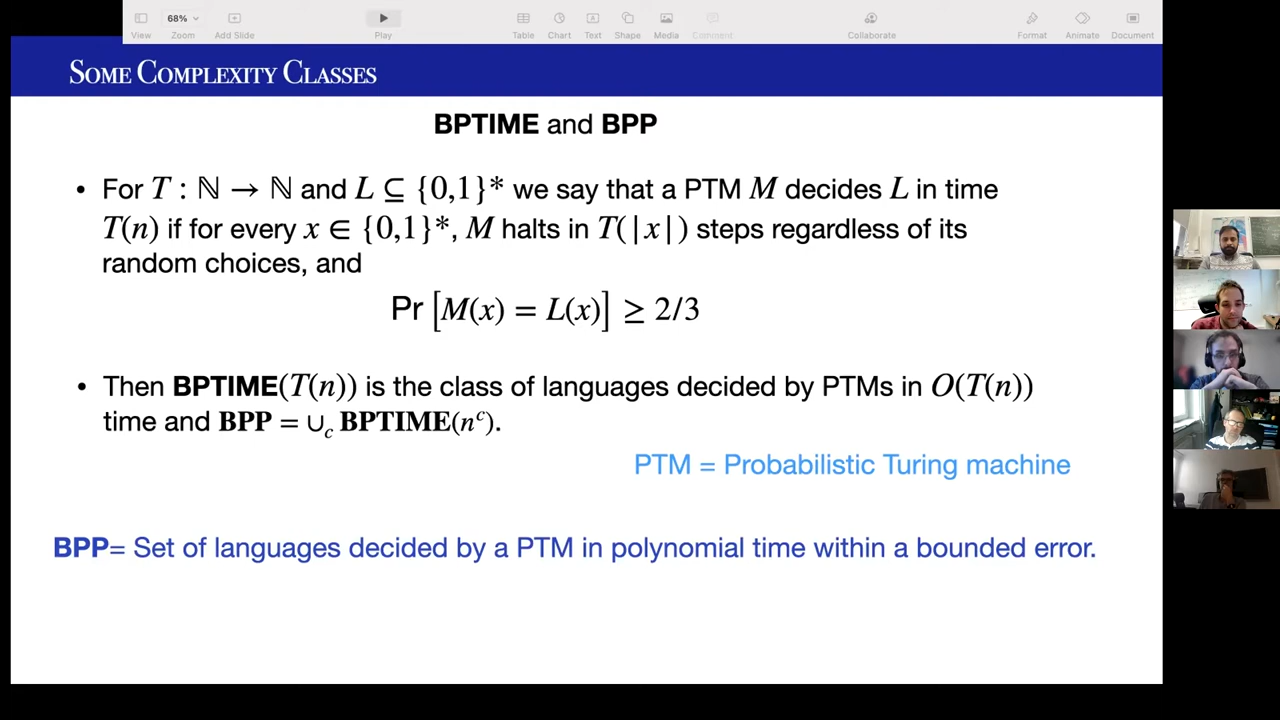 68%
View Zoom Add Slide Play Table Chart Text Shape Media Comment Collaborate Format Animate Document
SOME COMPLEXITY CLASSES
BPTIME and BPP
• For T : ℕ → ℕ and L ⊆ {0,1}* we say that a PTM M decides L in time
T(n) if for every x ∈ {0,1}*, M halts in T(|x|) steps regardless of its
random choices, and
Pr [M(x) = L(x)] ≥ 2/3
• Then BPTIME(T(n)) is the class of languages decided by PTMs in O(T(n))
time and BPP = ∪c BPTIME(nᶜ).
PTM = Probabilistic Turing machine
BPP= Set of languages decided by a PTM in polynomial time within a bounded error.